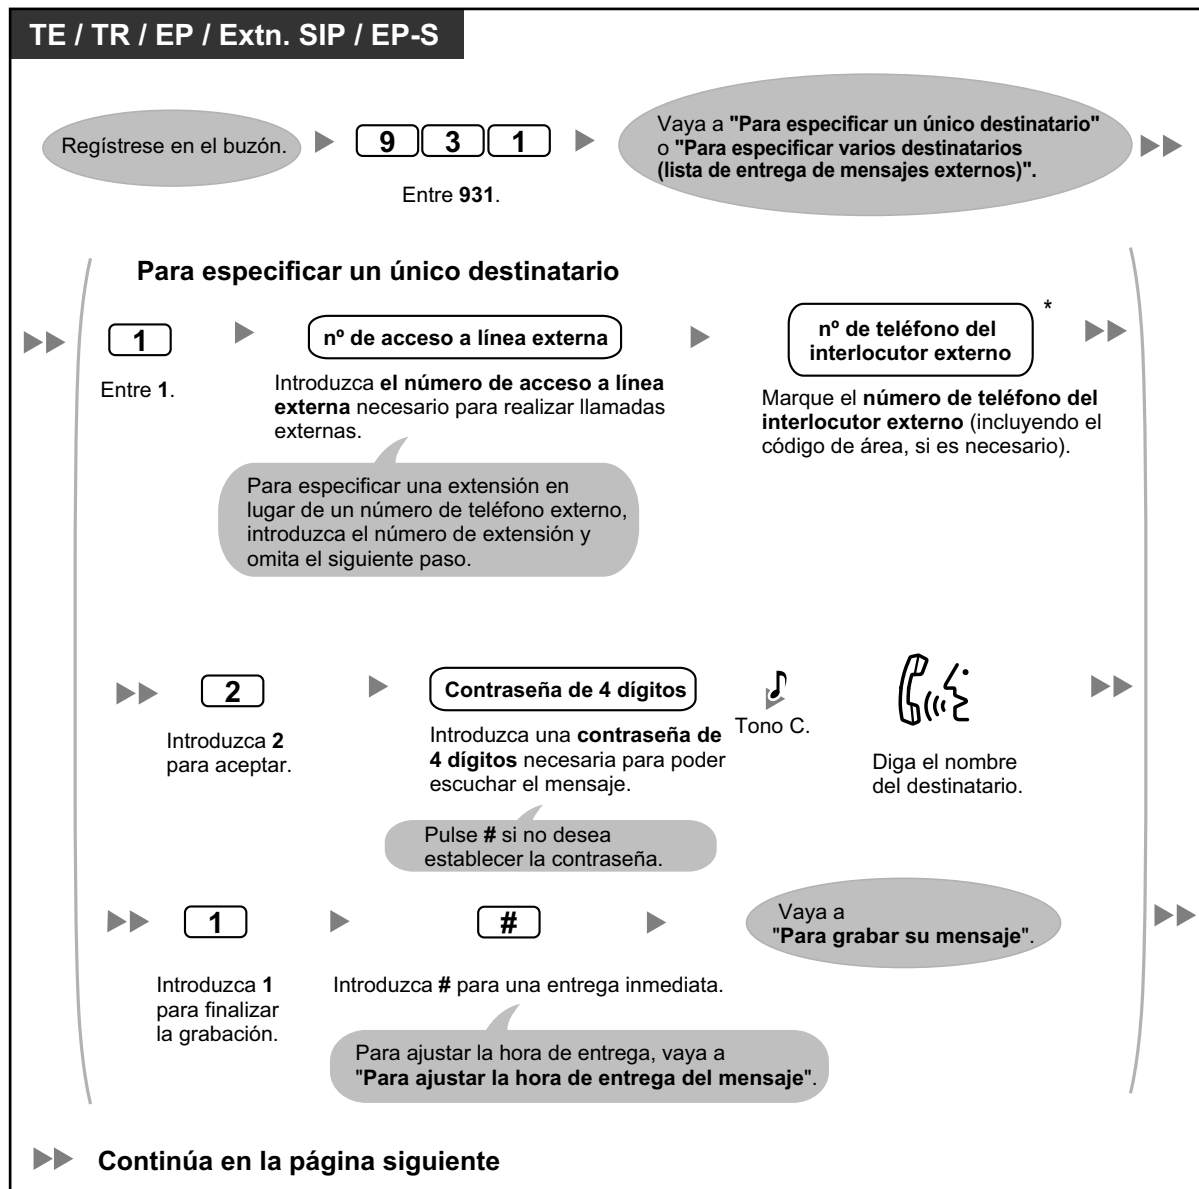 TE / TR / EP / Extn. SIP / EP-S
Regístrese en el buzón.
9 3 1
Entre 931.
Vaya a "Para especificar un único destinatario"
o "Para especificar varios destinatarios
(lista de entrega de mensajes externos)".
Para especificar un único destinatario
1
Entre 1.
nº de acceso a línea externa
Introduzca el número de acceso a línea
externa necesario para realizar llamadas
externas.
Para especificar una extensión en
lugar de un número de teléfono externo,
introduzca el número de extensión y
omita el siguiente paso.
nº de teléfono del
interlocutor externo
*
Marque el número de teléfono del
interlocutor externo (incluyendo el
código de área, si es necesario).
2
Introduzca 2
para aceptar.
Contraseña de 4 dígitos
Introduzca una contraseña de
4 dígitos necesaria para poder
escuchar el mensaje.
Pulse # si no desea
establecer la contraseña.
Tono C.
Diga el nombre
del destinatario.
1
Introduzca 1
para finalizar
la grabación.
#
Introduzca # para una entrega inmediata.
Para ajustar la hora de entrega, vaya a
"Para ajustar la hora de entrega del mensaje".
Vaya a
"Para grabar su mensaje".
Continúa en la página siguiente